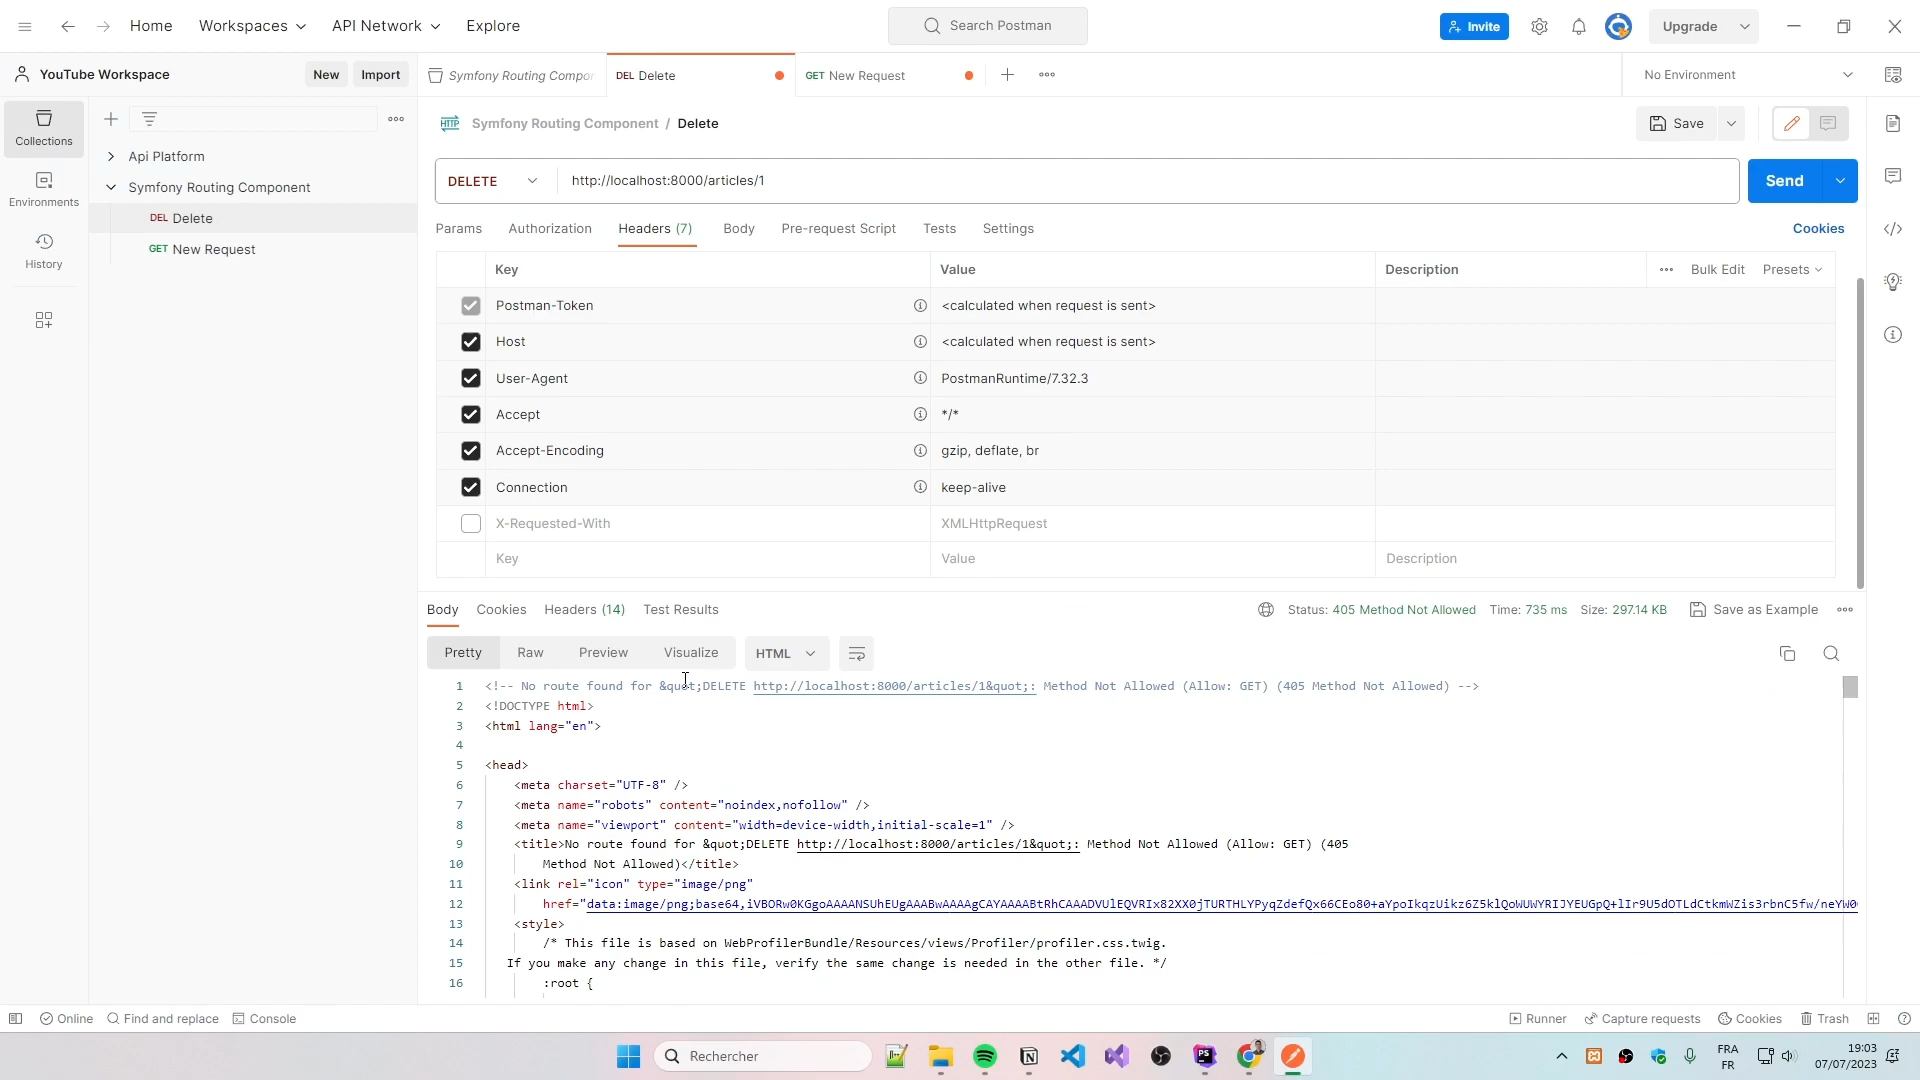 Home Workspaces API Network Explore Search Postman Invite Upgrade
YouTube Workspace New Import Symfony Routing Compor DEL Delete GET New Request No Environment
Collections
Environments
History
Api Platform
Symfony Routing Component
DEL Delete
GET New Request
HTTP Symfony Routing Component / Delete Save
DELETE http://localhost:8000/articles/1 Send
Params Authorization Headers (7) Body Pre-request Script Tests Settings Cookies
Key Value Description Bulk Edit Presets
Postman-Token <calculated when request is sent>
Host <calculated when request is sent>
User-Agent PostmanRuntime/7.32.3
Accept */*
Accept-Encoding gzip, deflate, br
Connection keep-alive
X-Requested-With XMLHttpRequest
Key Value Description
Body Cookies Headers (14) Test Results Status: 405 Method Not Allowed Time: 735 ms Size: 297.14 KB Save as Example
Pretty Raw Preview Visualize HTML
1 <!-- No route found for &quot;DELETE http://localhost:8000/articles/1&quot;: Method Not Allowed (Allow: GET) (405 Method Not Allowed) -->
2 <!DOCTYPE html>
3 <html lang="en">
4
5 <head>
6 <meta charset="UTF-8" />
7 <meta name="robots" content="noindex,nofollow" />
8 <meta name="viewport" content="width=device-width,initial-scale=1" />
9 <title>No route found for &quot;DELETE http://localhost:8000/articles/1&quot;: Method Not Allowed (Allow: GET) (405
10 Method Not Allowed)</title>
11 <link rel="icon" type="image/png"
12 href="data:image/png;base64,
13 <style>
14 /* This file is based on WebProfilerBundle/Resources/views/Profiler/profiler.css.twig.
15 If you make any change in this file, verify the same change is needed in the other file. */
16 :root {
Online Find and replace Console Runner Capture requests Cookies Trash
Rechercher PS FRA FR 19:03 07/07/2023